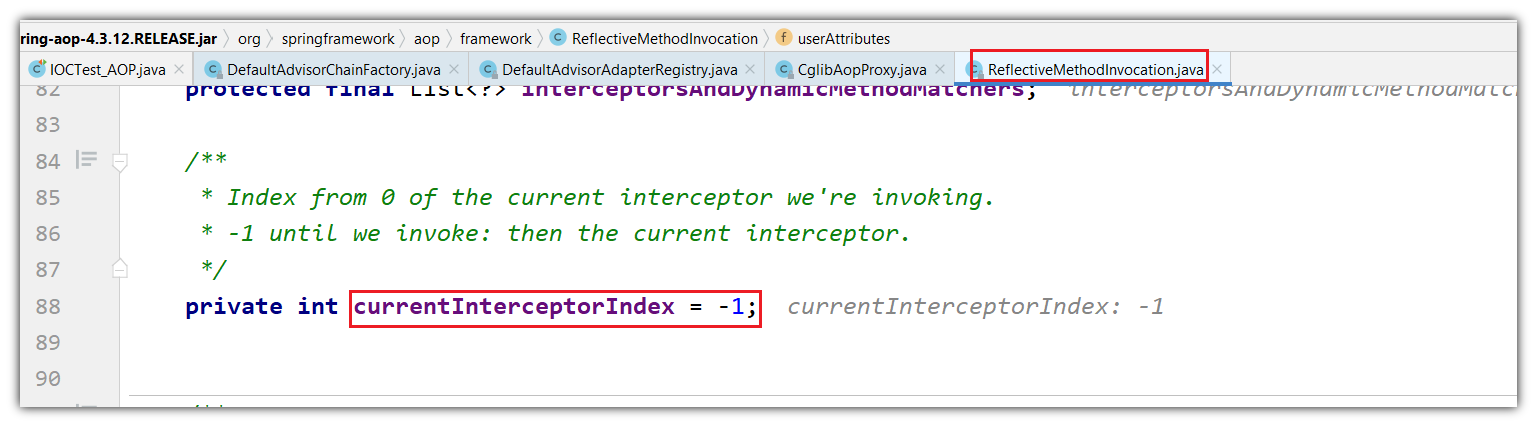 ring-aop-4.3.12.RELEASE.jar org springframework aop framework ReflectiveMethodInvocation userAttributes
IOCTest_AOP.java DefaultAdvisorChainFactory.java DefaultAdvisorAdapterRegistry.java CglibAopProxy.java ReflectiveMethodInvocation.java
82 protected final List<?> interceptorsAndDynamicMethodMatchers; interceptorsAndDynamicMethodMatc
83
84 /**
85 * Index from 0 of the current interceptor we're invoking.
86 * -1 until we invoke: then the current interceptor.
87 */
88 private int currentInterceptorIndex = -1; currentInterceptorIndex: -1
89
90